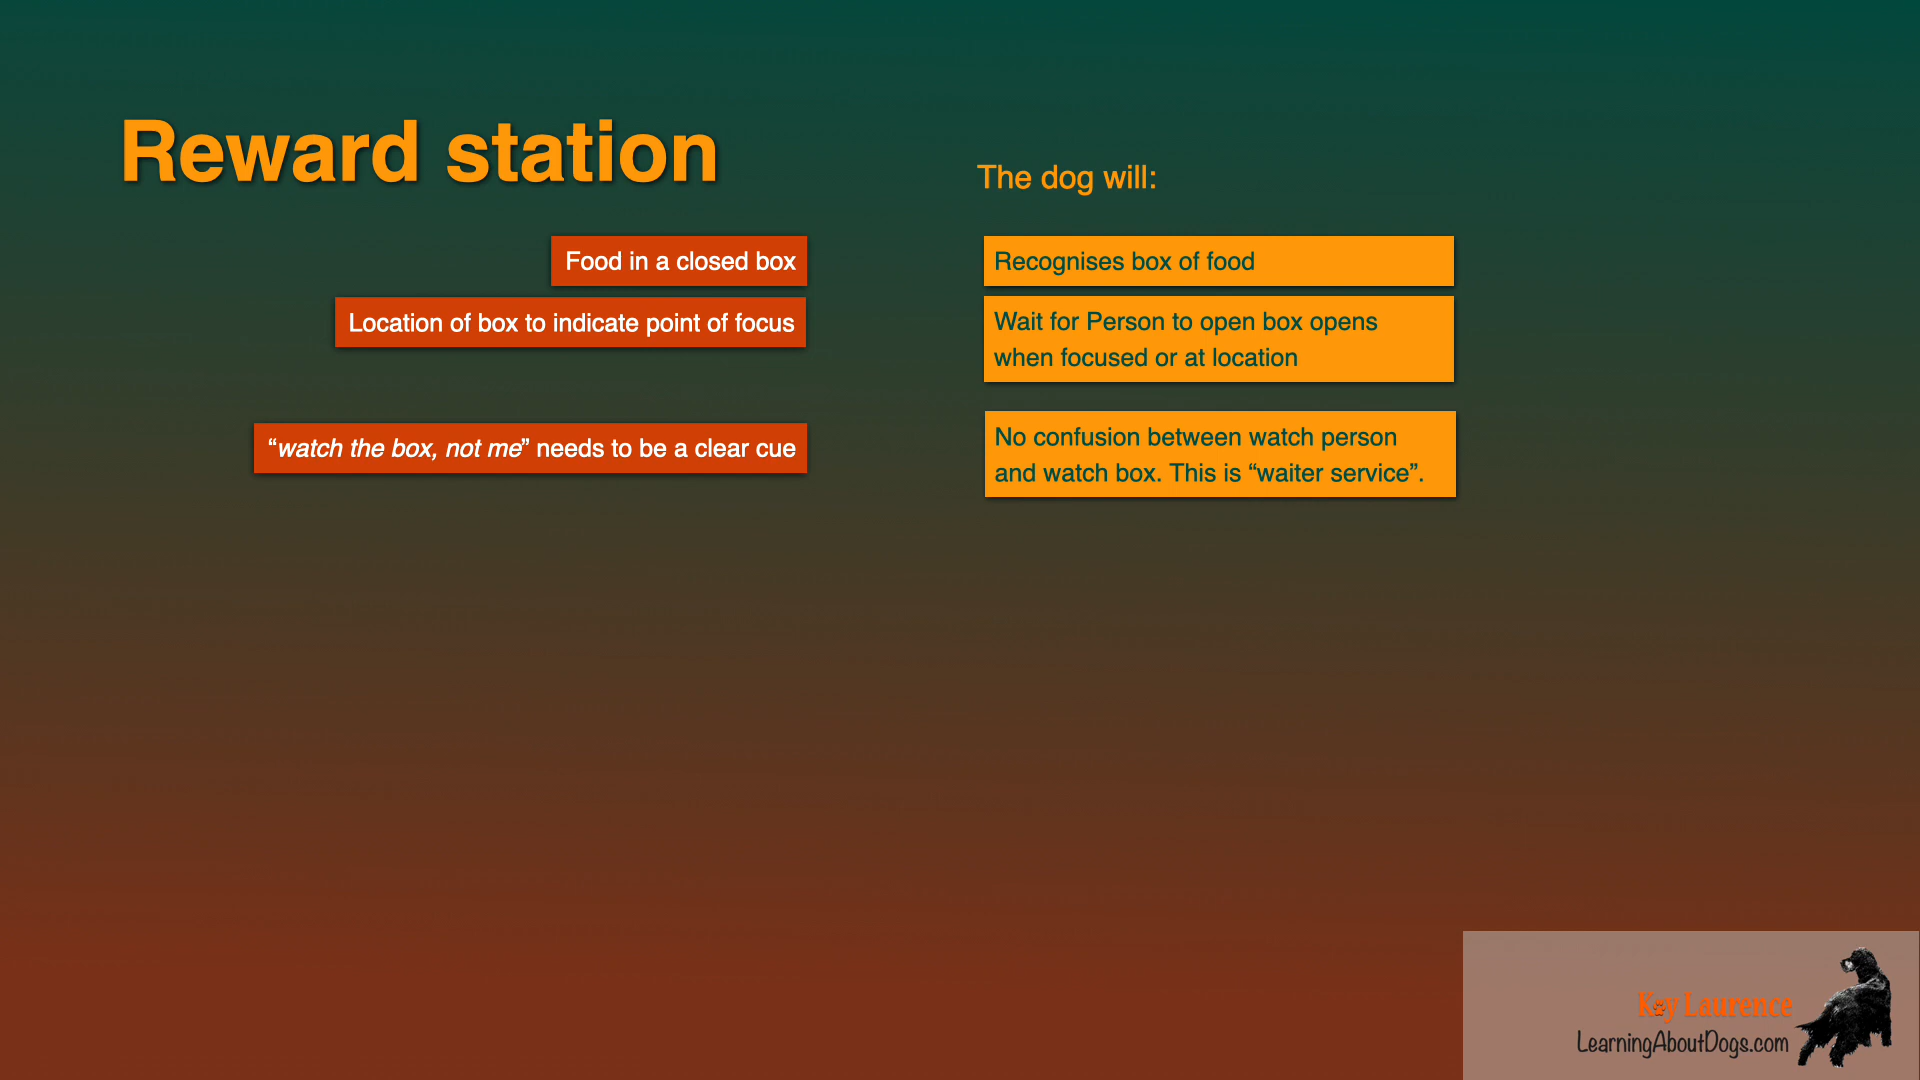 Reward station
The dog will:
Food in a closed box
Recognises box of food
Location of box to indicate point of focus
Wait for Person to open box opens
when focused or at location
“watch the box, not me” needs to be a clear cue
No confusion between watch person
and watch box. This is “waiter service”.
Kay Laurence
LearningAboutDogs.com